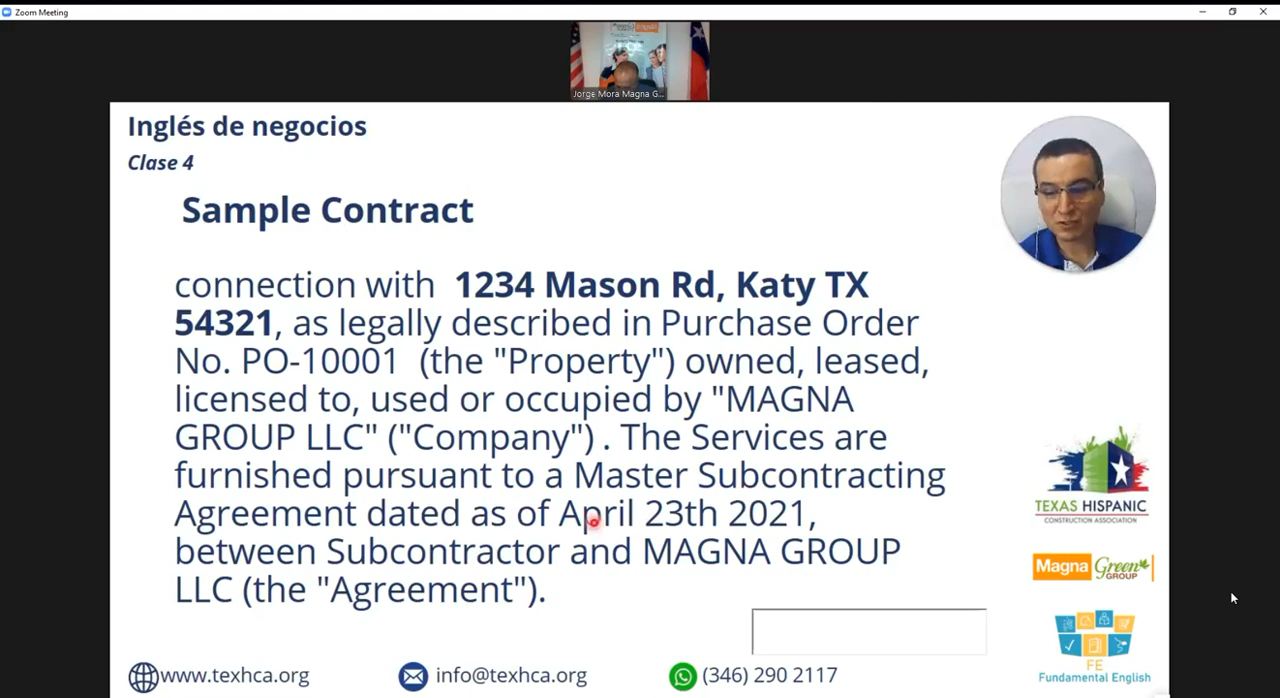 Zoom Meeting
Jorge Mora Magna G...
Inglés de negocios
Clase 4
Sample Contract
connection with 1234 Mason Rd, Katy TX
54321, as legally described in Purchase Order
No. PO-10001 (the "Property") owned, leased,
licensed to, used or occupied by "MAGNA
GROUP LLC" ("Company") . The Services are
furnished pursuant to a Master Subcontracting
Agreement dated as of April 23th 2021,
between Subcontractor and MAGNA GROUP
LLC (the "Agreement").
TEXAS HISPANIC
CONSTRUCTION ASSOCIATION
Magna Green
GROUP
FE
Fundamental English
www.texhca.org
info@texhca.org
(346) 290 2117